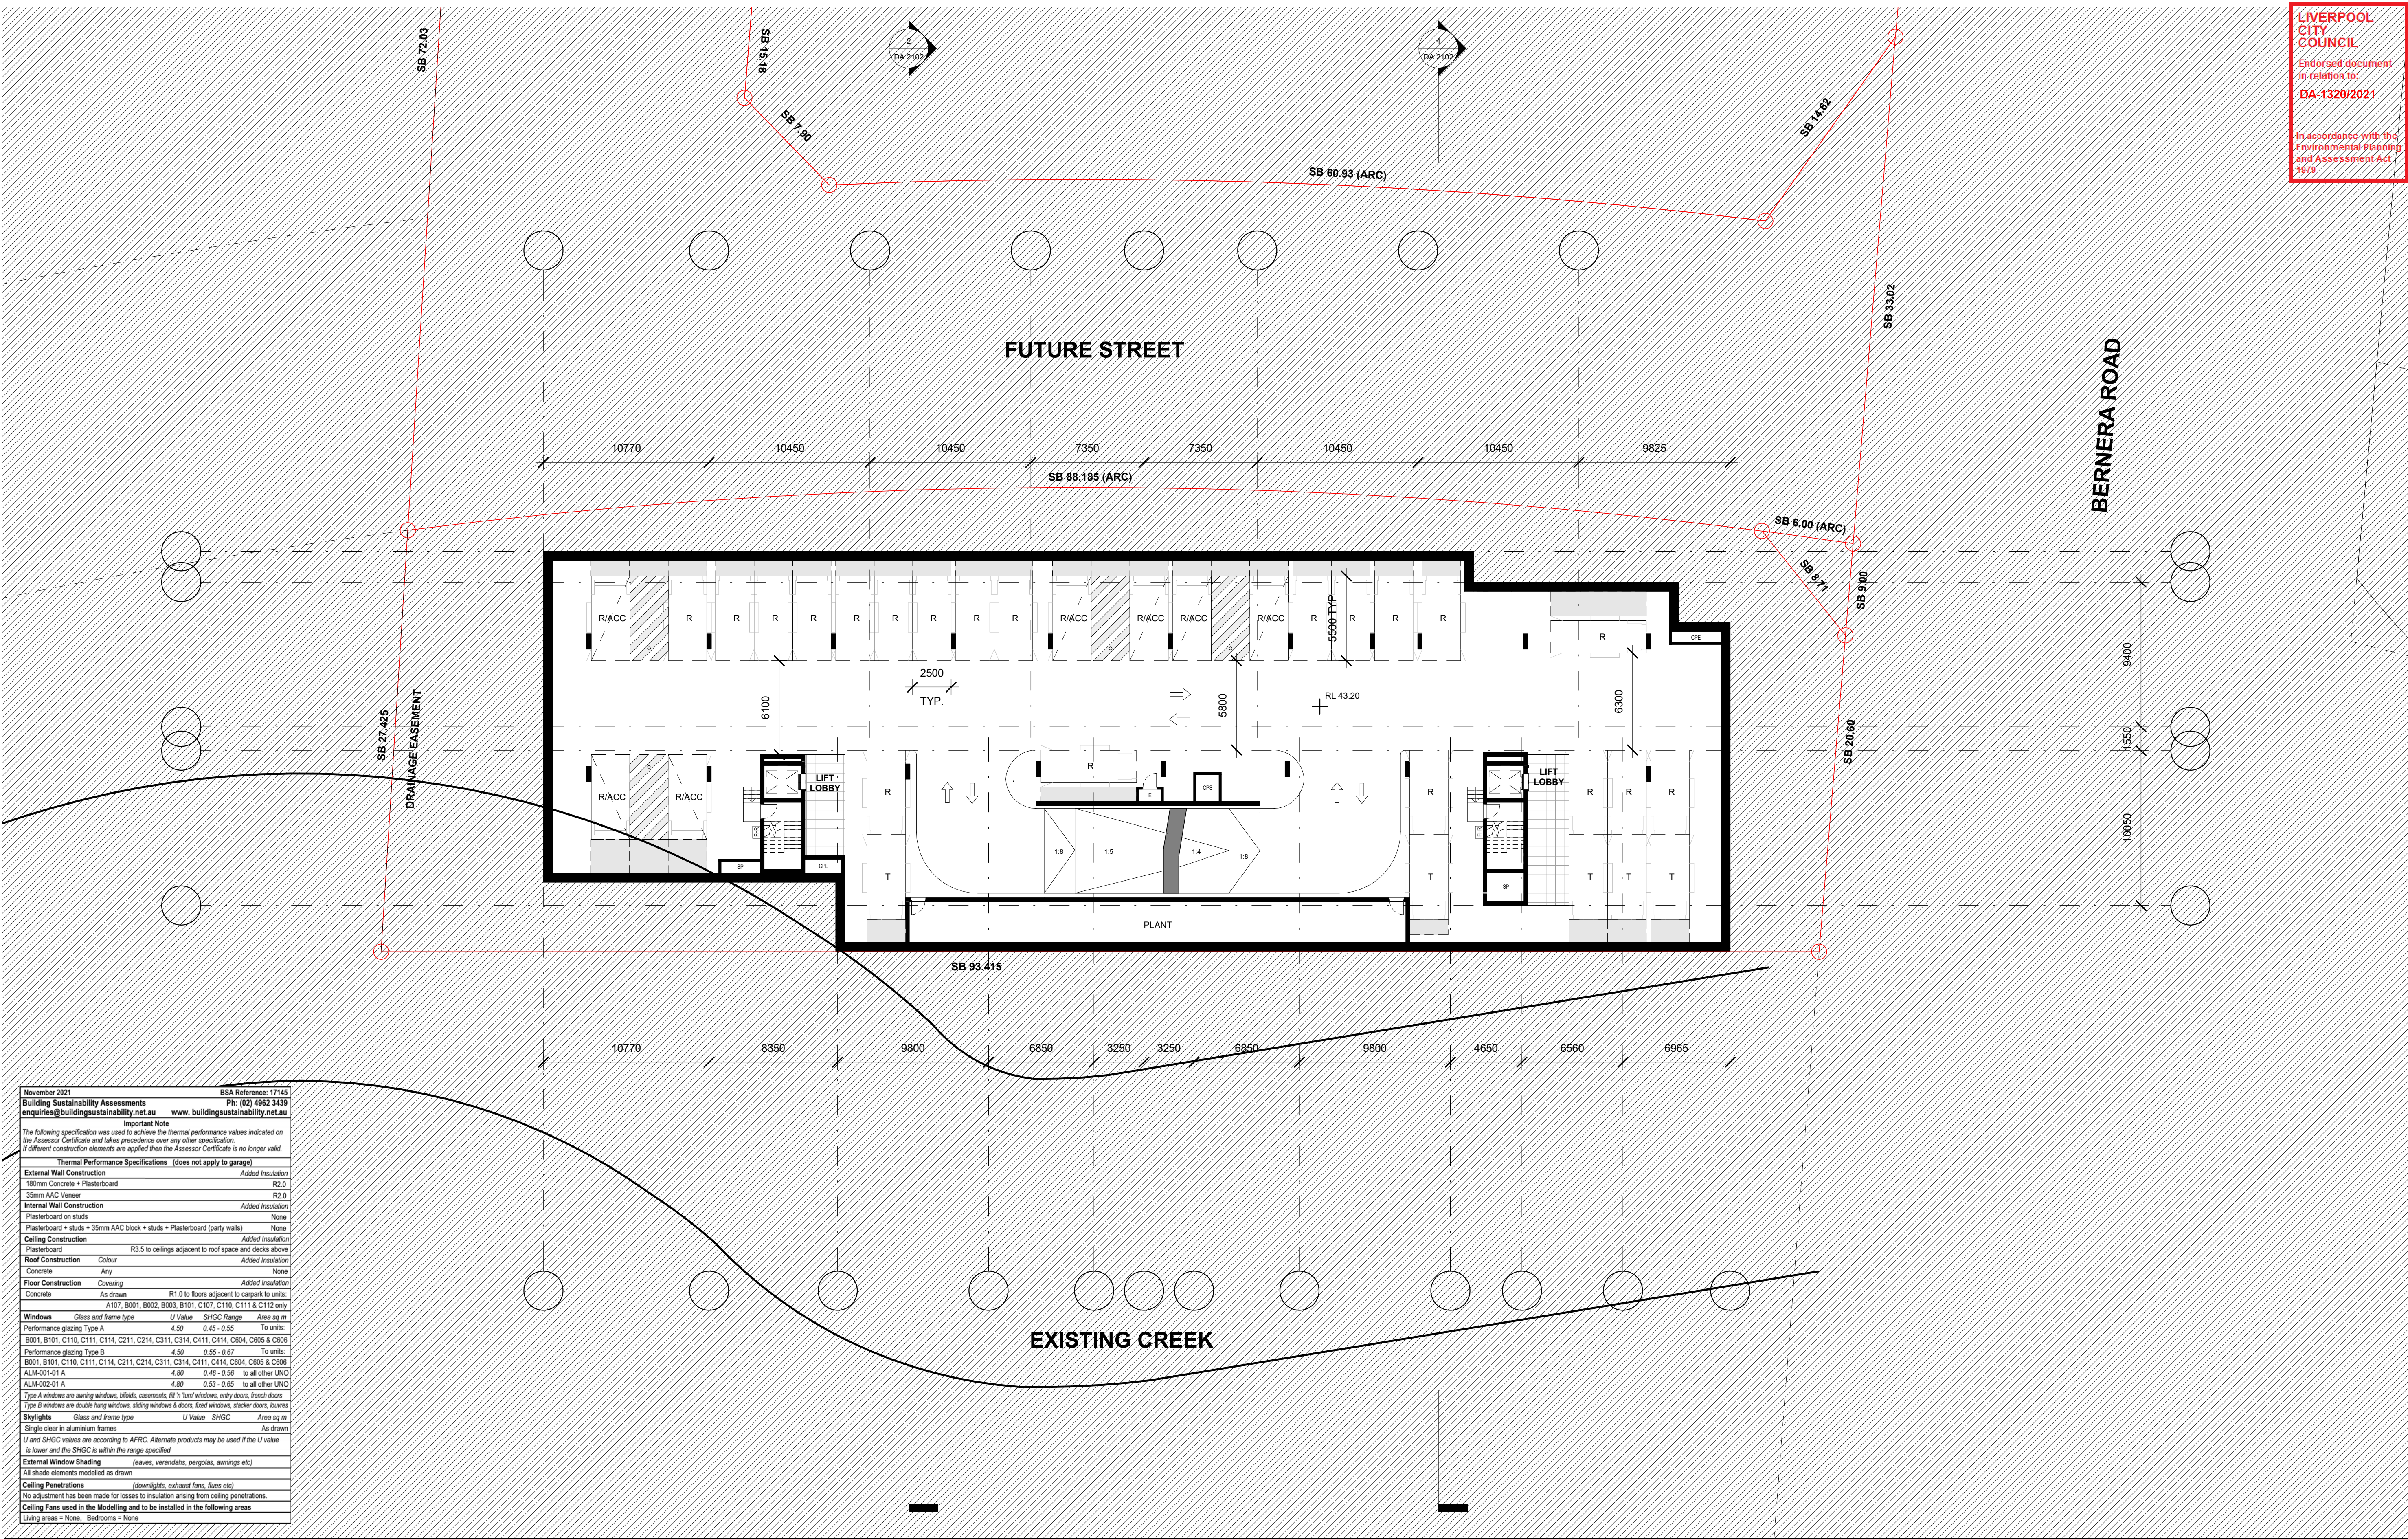 LIVERPOOL
CITY
COUNCIL
Endorsed document
in relation to;
DA-1320/2021
In accordance with the
Environmental Planning
and Assessment Act
1979
SB 72.03
SB 15.18
2
DA 2102
4
DA 2102
SB 7.90
SB 14.62
SB 60.93 (ARC)
SB 33.02
FUTURE STREET
BERNERA ROAD
10770
10450
10450
7350
7350
10450
10450
9825
SB 88.185 (ARC)
SB 6.00 (ARC)
SB 8.71
SB 9.00
R/ACC
R
R
R
R
R
R
R
R
R
R/ACC
R/ACC
R/ACC
R/ACC
R
R
R
R
R
CPE
5500 TYP
9400
2500
TYP.
6100
5800
RL 43.20
6300
SB 27.425
DRAINAGE EASEMENT
SB 20.60
1550
R/ACC
R/ACC
LIFT
LOBBY
R
R
E
CPS
R
LIFT
LOBBY
R
R
R
10050
FHR
FHR
1:8
1:5
1:4
1:8
SP
CPE
T
T
SP
T
T
T
PLANT
SB 93.415
10770
8350
9800
6850
3250
3250
6850
9800
4650
6560
6965
EXISTING CREEK
November 2021 BSA Reference: 17145
Building Sustainability Assessments Ph: (02) 4962 3439
enquiries@buildingsustainability.net.au www. buildingsustainability.net.au
Important Note
The following specification was used to achieve the thermal performance values indicated on
the Assessor Certificate and takes precedence over any other specification.
If different construction elements are applied then the Assessor Certificate is no longer valid.
Thermal Performance Specifications (does not apply to garage)
External Wall Construction Added Insulation
180mm Concrete + Plasterboard R2.0
35mm AAC Veneer R2.0
Internal Wall Construction Added Insulation
Plasterboard on studs None
Plasterboard + studs + 35mm AAC block + studs + Plasterboard (party walls) None
Ceiling Construction Added Insulation
Plasterboard R3.5 to ceilings adjacent to roof space and decks above
Roof Construction Colour Added Insulation
Concrete Any None
Floor Construction Covering Added Insulation
Concrete As drawn R1.0 to floors adjacent to carpark to units:
A107, B001, B002, B003, B101, C107, C110, C111 & C112 only
Windows Glass and frame type U Value SHGC Range Area sq m
Performance glazing Type A 4.50 0.45 - 0.55 To units:
B001, B101, C110, C111, C114, C211, C214, C311, C314, C411, C414, C604, C605 & C606
Performance glazing Type B 4.50 0.55 - 0.67 To units:
B001, B101, C110, C111, C114, C211, C214, C311, C314, C411, C414, C604, C605 & C606
ALM-001-01 A 4.80 0.46 - 0.56 to all other UNO
ALM-002-01 A 4.80 0.53 - 0.65 to all other UNO
Type A windows are awning windows, bifolds, casements, tilt 'n 'turn' windows, entry doors, french doors
Type B windows are double hung windows, sliding windows & doors, fixed windows, stacker doors, louvres
Skylights Glass and frame type U Value SHGC Area sq m
Single clear in aluminium frames As drawn
U and SHGC values are according to AFRC. Alternate products may be used if the U value
is lower and the SHGC is within the range specified
External Window Shading (eaves, verandahs, pergolas, awnings etc)
All shade elements modelled as drawn
Ceiling Penetrations (downlights, exhaust fans, flues etc)
No adjustment has been made for losses to insulation arising from ceiling penetrations.
Ceiling Fans used in the Modelling and to be installed in the following areas
Living areas = None, Bedrooms = None